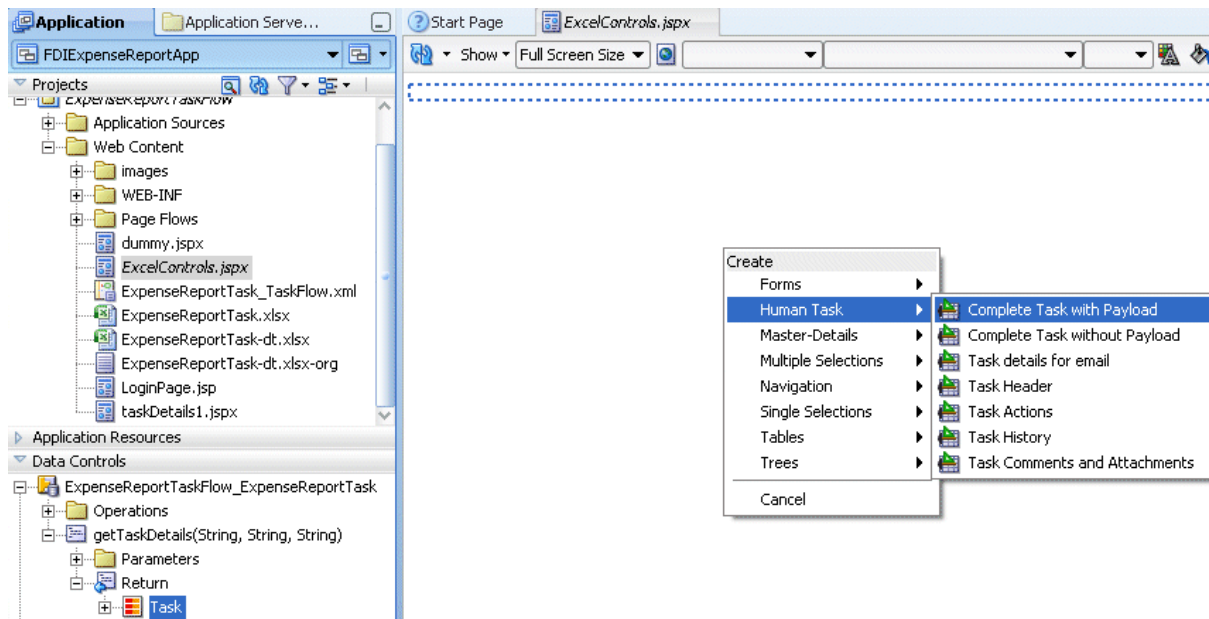 Application
Application Serve...
Start Page
ExcelControls.jspx
FDIExpenseReportApp
Show
Full Screen Size
Projects
ExpenseReportTaskFlow
Application Sources
Web Content
images
WEB-INF
Page Flows
dummy.jspx
ExcelControls.jspx
ExpenseReportTask_TaskFlow.xml
ExpenseReportTask.xlsx
ExpenseReportTask-dt.xlsx
ExpenseReportTask-dt.xlsx-org
LoginPage.jsp
taskDetails1.jspx
Application Resources
Data Controls
ExpenseReportTaskFlow_ExpenseReportTask
Operations
getTaskDetails(String, String, String)
Parameters
Return
Task
Create
Forms
Human Task
Master-Details
Multiple Selections
Navigation
Single Selections
Tables
Trees
Cancel
Complete Task with Payload
Complete Task without Payload
Task details for email
Task Header
Task Actions
Task History
Task Comments and Attachments